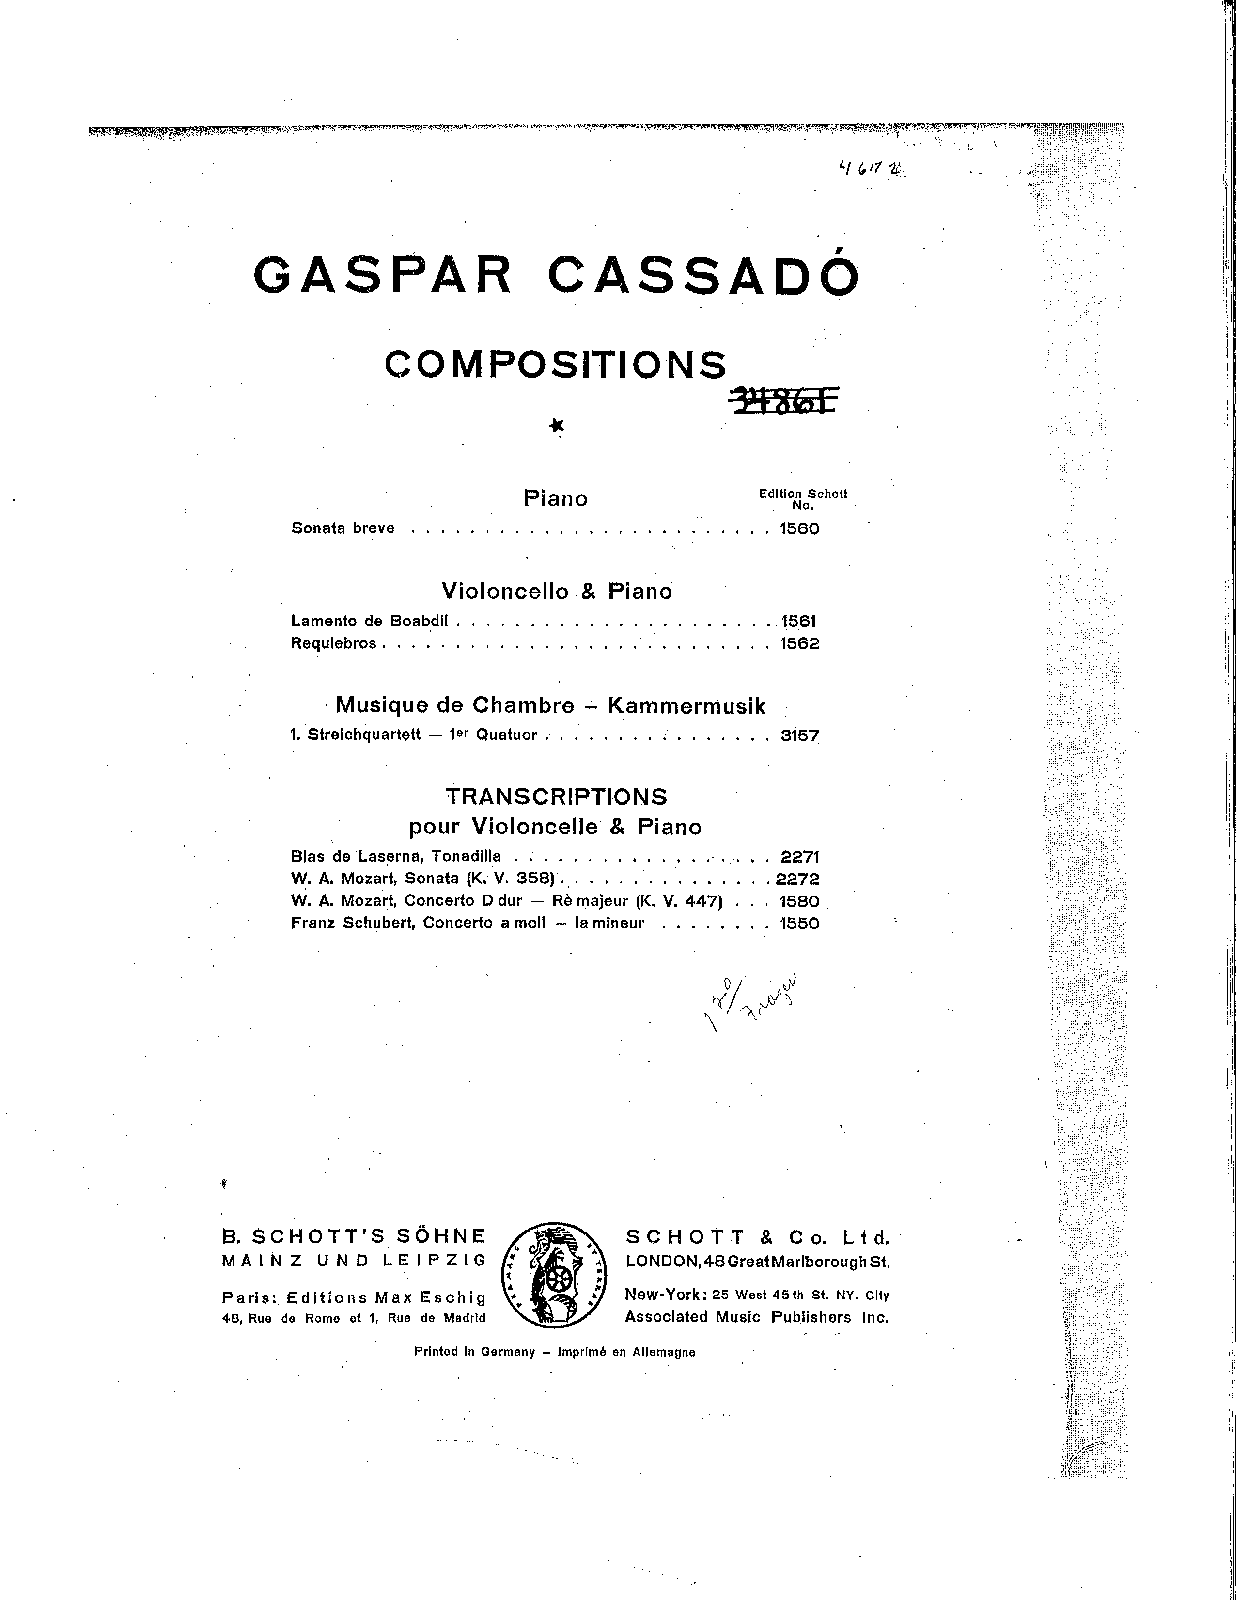 GASPAR CASSADÓ
COMPOSITIONS
3486F
Piano
Edition Schott
No.
Sonata breve . . . . . . . . . . . . . . . . . . . . . . . . . 1560
Violoncello & Piano
Lamento de Boabdil . . . . . . . . . . . . . . . . . . . . . . 1561
Requiebros . . . . . . . . . . . . . . . . . . . . . . . . . . . 1562
Musique de Chambre – Kammermusik
1. Streichquartett — 1er Quatuor . . . . . . . . . . . . . . . . 3157
TRANSCRIPTIONS
pour Violoncelle & Piano
Blas de Laserna, Tonadilla . . . . . . . . . . . . . . . . . . 2271
W. A. Mozart, Sonata (K. V. 358) . . . . . . . . . . . . . . . 2272
W. A. Mozart, Concerto D dur — Rè majeur (K. V. 447) . . . 1580
Franz Schubert, Concerto a moll – la mineur . . . . . . . . 1550
B. SCHOTT'S SÖHNE
MAINZ UND LEIPZIG
Paris: Editions Max Eschig
48, Rue de Rome et 1, Rue de Madrid
SCHOTT & Co. Ltd.
LONDON, 48 Great Marlborough St.
New-York: 25 West 45th St. NY. City
Associated Music Publishers Inc.
Printed in Germany – Imprimé en Allemagne